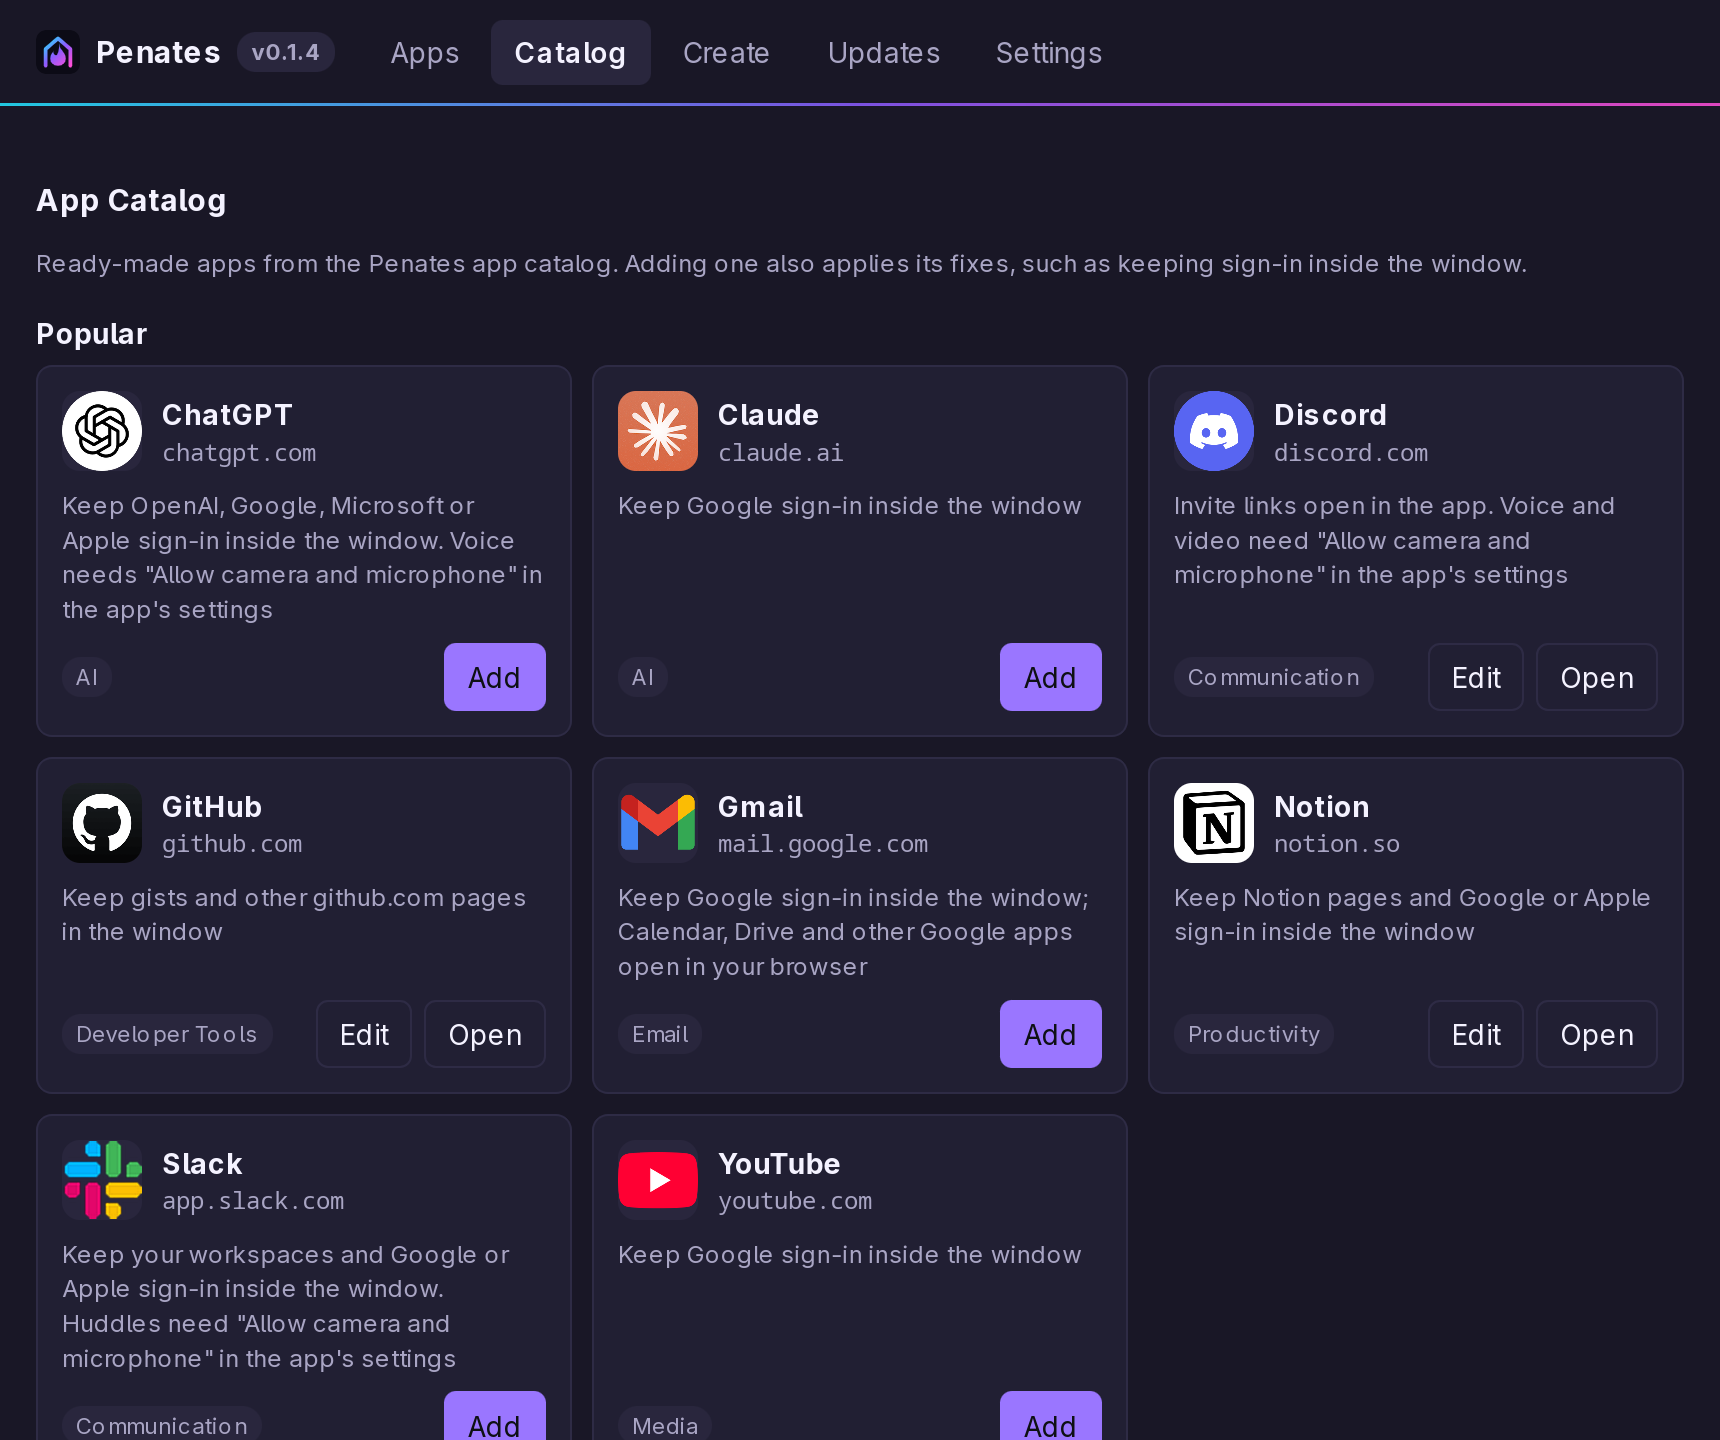 Penates v0.1.4 Apps Catalog Create Updates Settings
App Catalog
Ready-made apps from the Penates app catalog. Adding one also applies its fixes, such as keeping sign-in inside the window.
Popular
ChatGPT
chatgpt.com
Keep OpenAI, Google, Microsoft or
Apple sign-in inside the window. Voice
needs "Allow camera and microphone" in
the app's settings
AI Add
Claude
claude.ai
Keep Google sign-in inside the window
AI Add
Discord
discord.com
Invite links open in the app. Voice and
video need "Allow camera and
microphone" in the app's settings
Communication Edit Open
GitHub
github.com
Keep gists and other github.com pages
in the window
Developer Tools Edit Open
Gmail
mail.google.com
Keep Google sign-in inside the window;
Calendar, Drive and other Google apps
open in your browser
Email Add
Notion
notion.so
Keep Notion pages and Google or Apple
sign-in inside the window
Productivity Edit Open
Slack
app.slack.com
Keep your workspaces and Google or
Apple sign-in inside the window.
Huddles need "Allow camera and
microphone" in the app's settings
Communication Add
YouTube
youtube.com
Keep Google sign-in inside the window
Media Add